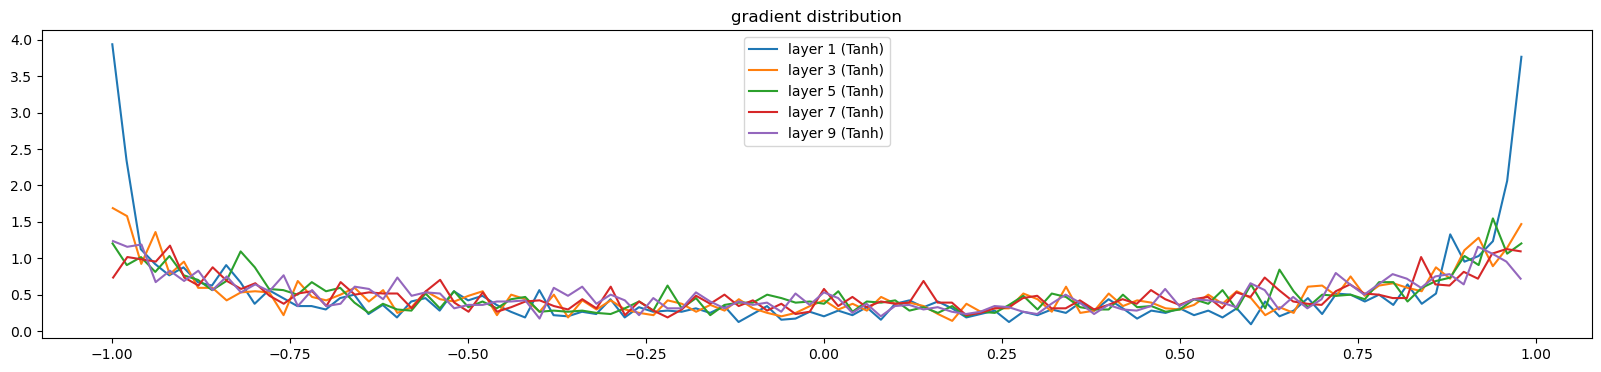 gradient distribution
4.0
3.5
3.0
2.5
2.0
1.5
1.0
0.5
0.0
layer 1 (Tanh)
layer 3 (Tanh)
layer 5 (Tanh)
layer 7 (Tanh)
layer 9 (Tanh)
−1.00 −0.75 −0.50 −0.25 0.00 0.25 0.50 0.75 1.00